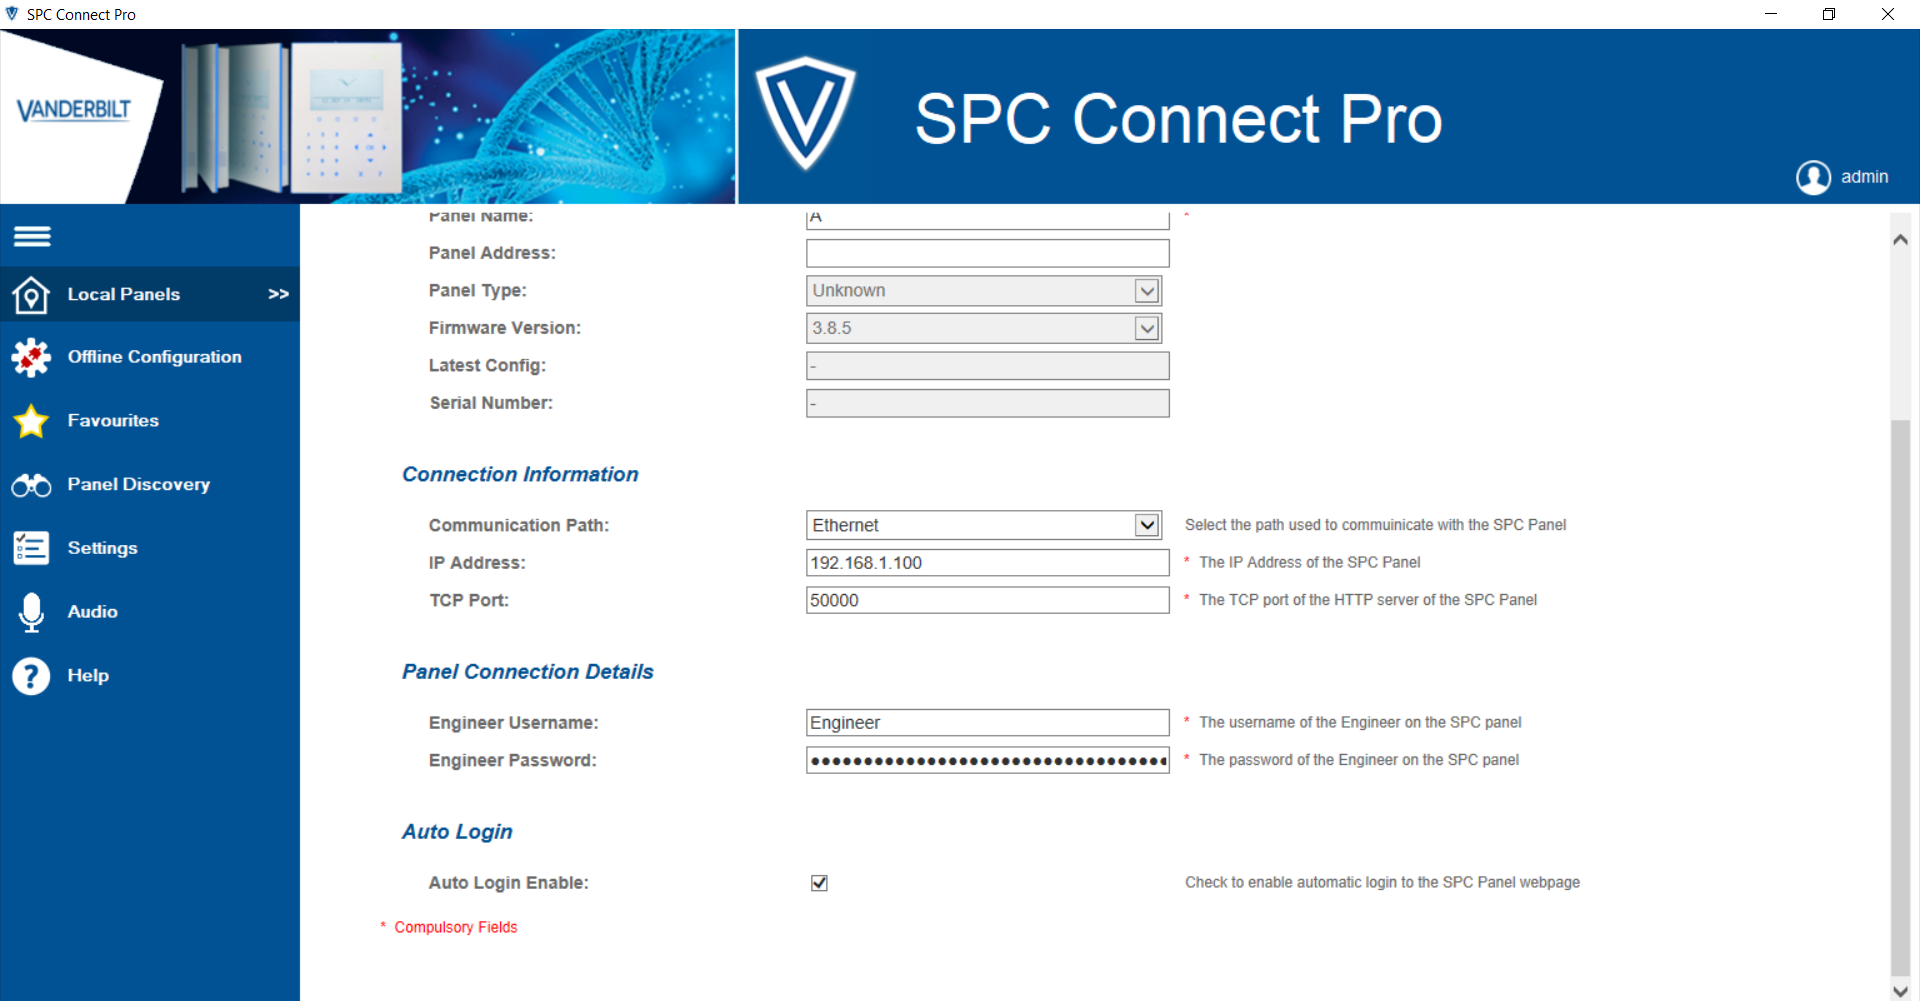 SPC Connect Pro
VANDERBILT
SPC Connect Pro
admin
Local Panels >>
Offline Configuration
Favourites
Panel Discovery
Settings
Audio
Help
Panel Name: A *
Panel Address:
Panel Type: Unknown
Firmware Version: 3.8.5
Latest Config: -
Serial Number: -
Connection Information
Communication Path: Ethernet Select the path used to commuinicate with the SPC Panel
IP Address: 192.168.1.100 * The IP Address of the SPC Panel
TCP Port: 50000 * The TCP port of the HTTP server of the SPC Panel
Panel Connection Details
Engineer Username: Engineer * The username of the Engineer on the SPC panel
Engineer Password: * The password of the Engineer on the SPC panel
Auto Login
Auto Login Enable: Check to enable automatic login to the SPC Panel webpage
* Compulsory Fields